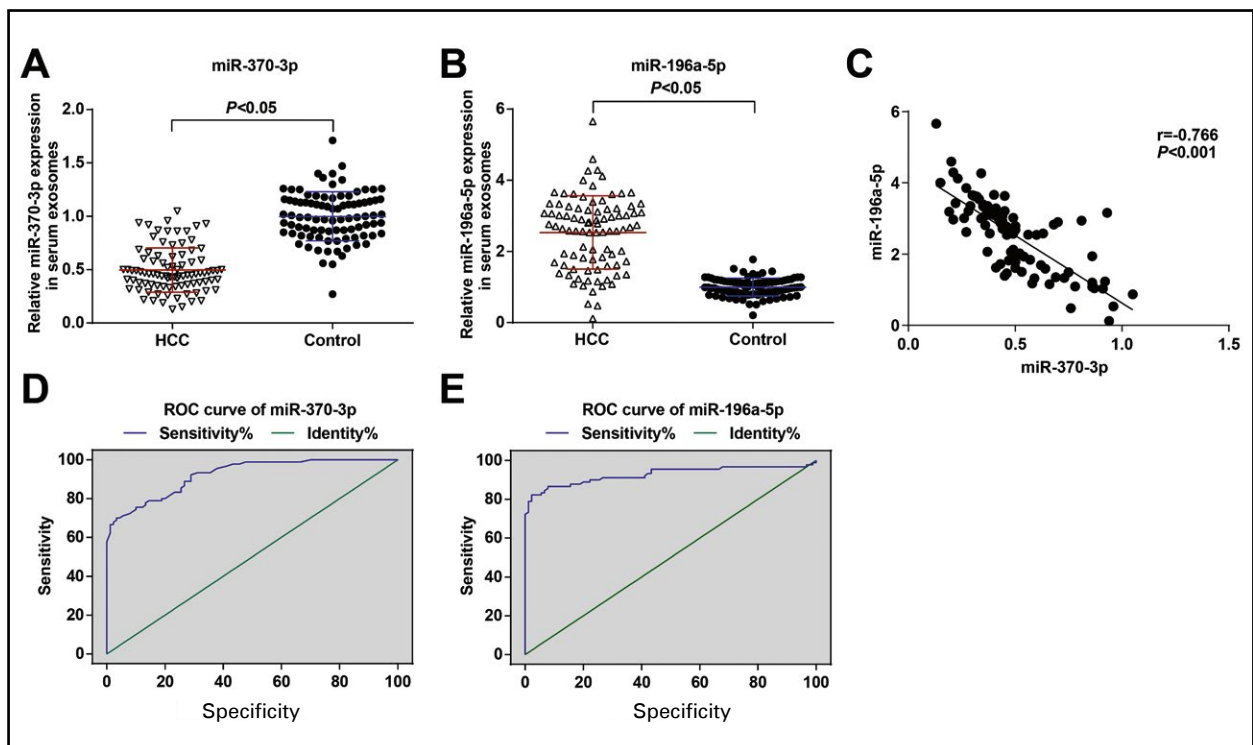 A
miR-370-3p
P<0.05
Relative miR-370-3p expression
in serum exosomes
2.0
1.5
1.0
0.5
0.0
HCC
Control
B
miR-196a-5p
P<0.05
Relative miR-196a-5p expression
in serum exosomes
6
4
2
0
HCC
Control
C
r=-0.766
P<0.001
miR-196a-5p
6
4
2
0
0.0
0.5
1.0
1.5
miR-370-3p
D
ROC curve of miR-370-3p
Sensitivity%
Identity%
Sensitivity
100
80
60
40
20
0
0
20
40
60
80
100
Specificity
E
ROC curve of miR-196a-5p
Sensitivity%
Identity%
Sensitivity
100
80
60
40
20
0
0
20
40
60
80
100
Specificity